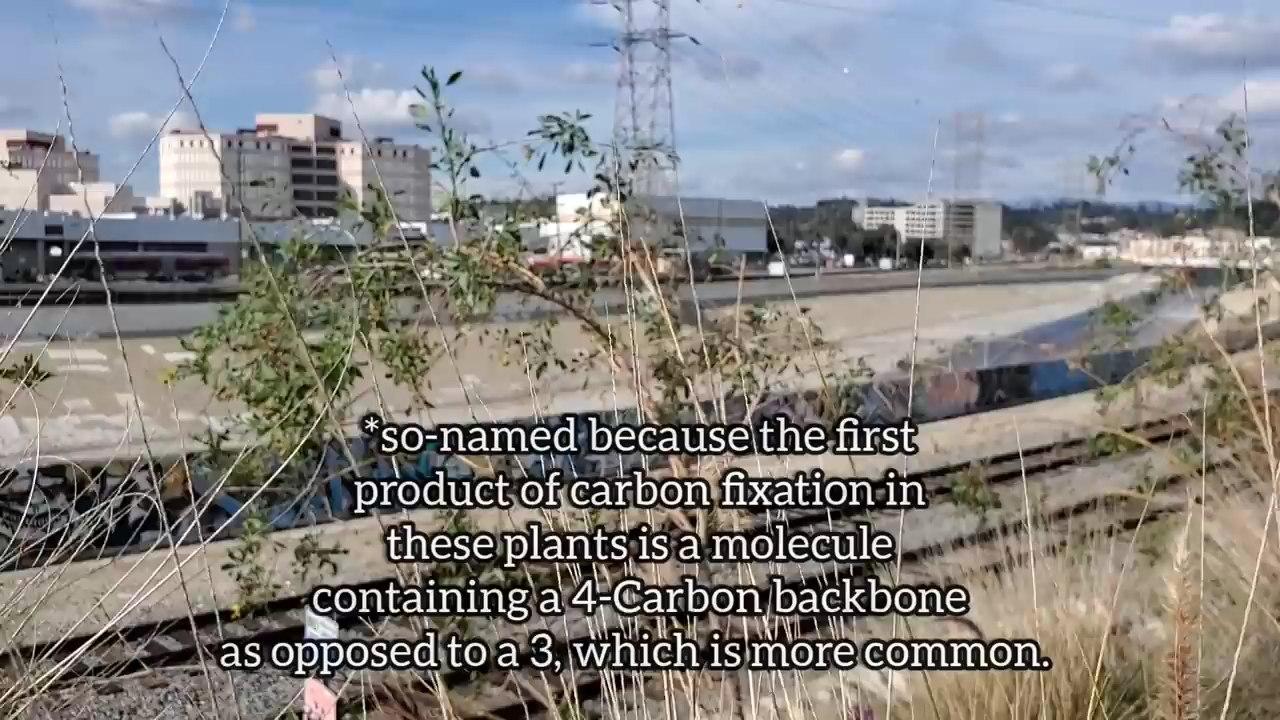 *so-named because the first
product of carbon fixation in
these plants is a molecule
containing a 4-Carbon backbone
as opposed to a 3, which is more common.